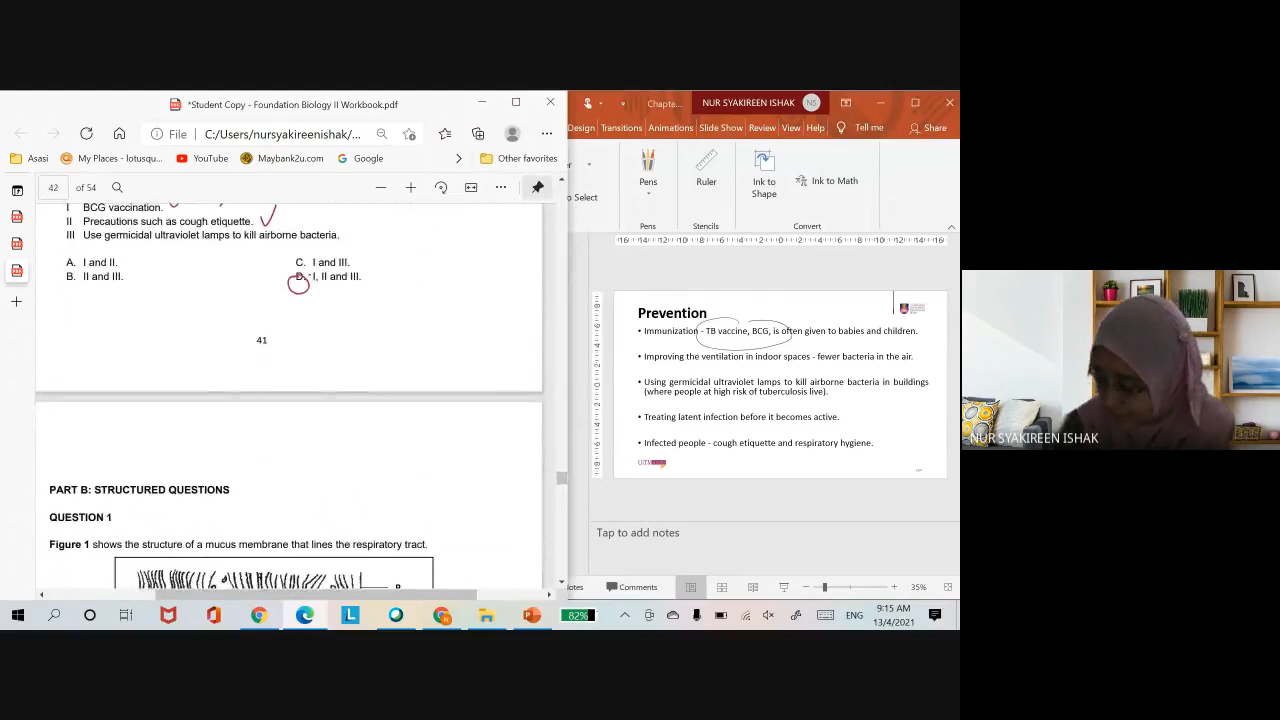 *Student Copy - Foundation Biology II Workbook.pdf
File
C:/Users/nursyakireenishak/...
Asasi
My Places - lotusqu...
YouTube
Maybank2u.com
Google
Other favorites
42
of 54
I BCG vaccination.
II Precautions such as cough etiquette.
III Use germicidal ultraviolet lamps to kill airborne bacteria.
A. I and II.
C. I and III.
B. II and III.
D. I, II and III.
41
PART B: STRUCTURED QUESTIONS
QUESTION 1
Figure 1 shows the structure of a mucus membrane that lines the respiratory tract.
Chapte...
NUR SYAKIREEN ISHAK
NS
Design
Transitions
Animations
Slide Show
Review
View
Help
Tell me
Share
to Select
Pens
Ruler
Ink to
Shape
Ink to Math
Pens
Stencils
Convert
Prevention
• Immunization - TB vaccine, BCG, is often given to babies and children.
• Improving the ventilation in indoor spaces - fewer bacteria in the air.
• Using germicidal ultraviolet lamps to kill airborne bacteria in buildings
(where people at high risk of tuberculosis live).
• Treating latent infection before it becomes active.
• Infected people - cough etiquette and respiratory hygiene.
Tap to add notes
Notes
Comments
35%
82%
ENG
9:15 AM
13/4/2021
NUR SYAKIREEN ISHAK